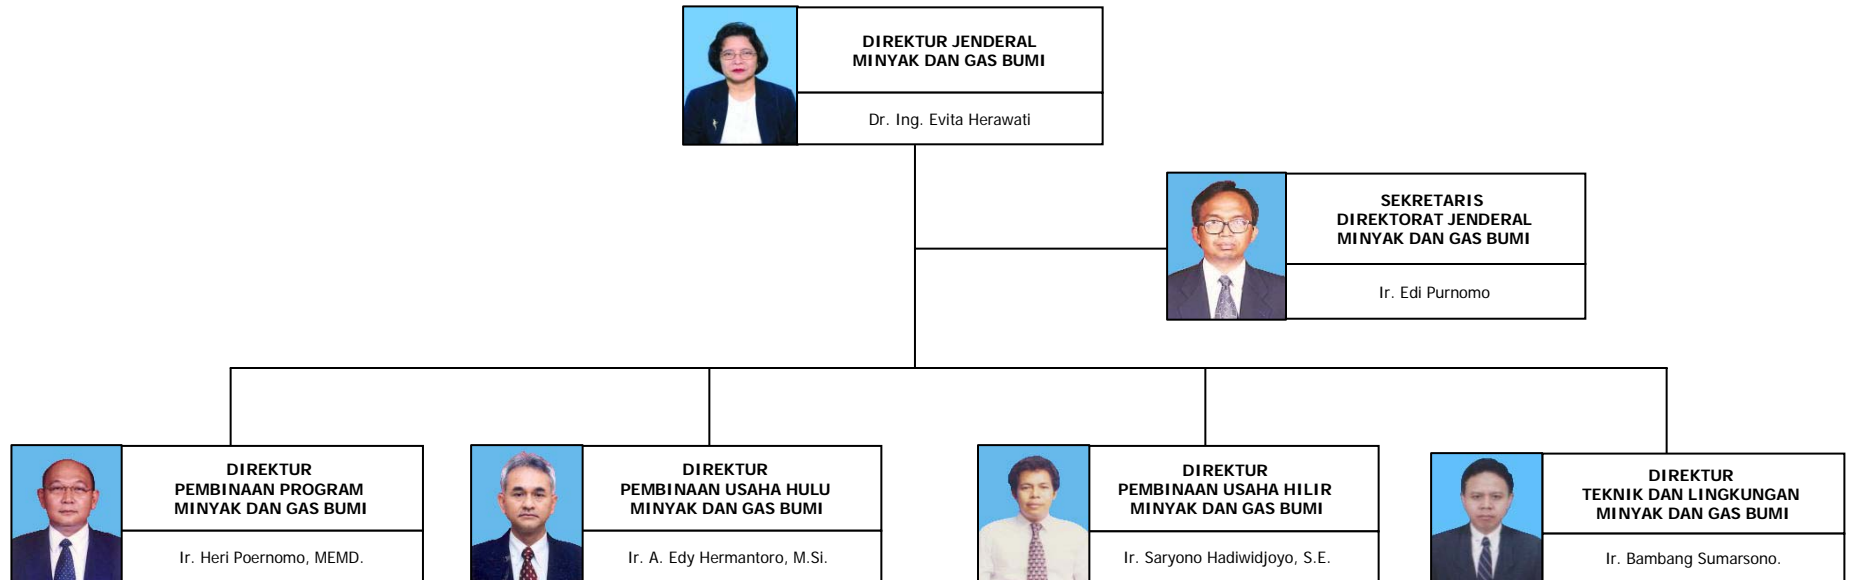 DIREKTUR JENDERAL
MINYAK DAN GAS BUMI
Dr. Ing. Evita Herawati
SEKRETARIS
DIREKTORAT JENDERAL
MINYAK DAN GAS BUMI
Ir. Edi Purnomo
DIREKTUR
PEMBINAAN PROGRAM
MINYAK DAN GAS BUMI
Ir. Heri Poernomo, MEMD.
DIREKTUR
PEMBINAAN USAHA HULU
MINYAK DAN GAS BUMI
Ir. A. Edy Hermantoro, M.Si.
DIREKTUR
PEMBINAAN USAHA HILIR
MINYAK DAN GAS BUMI
Ir. Saryono Hadiwidjoyo, S.E.
DIREKTUR
TEKNIK DAN LINGKUNGAN
MINYAK DAN GAS BUMI
Ir. Bambang Sumarsono.